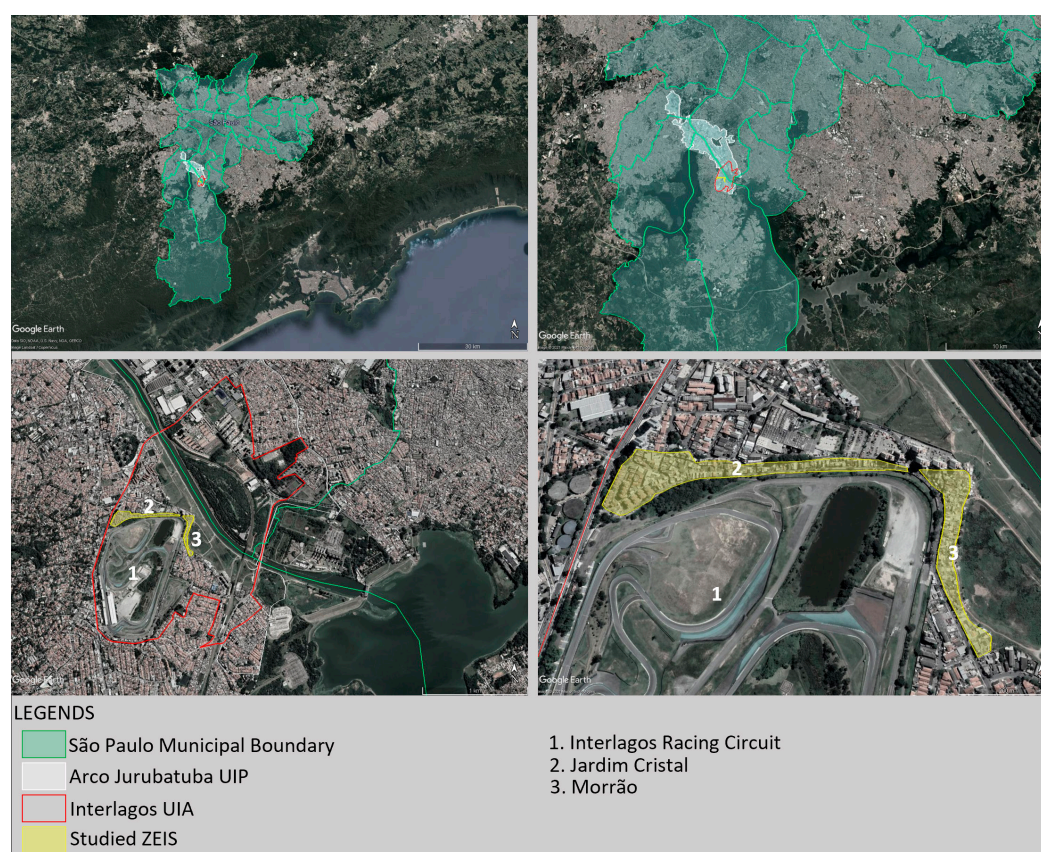 Google Earth
30 km
N
Google Earth
10 km
N
2
3
1
Google Earth
1 km
N
2
3
1
Google Earth
N
LEGENDS
São Paulo Municipal Boundary
Arco Jurubatuba UIP
Interlagos UIA
Studied ZEIS
1. Interlagos Racing Circuit
2. Jardim Cristal
3. Morrão